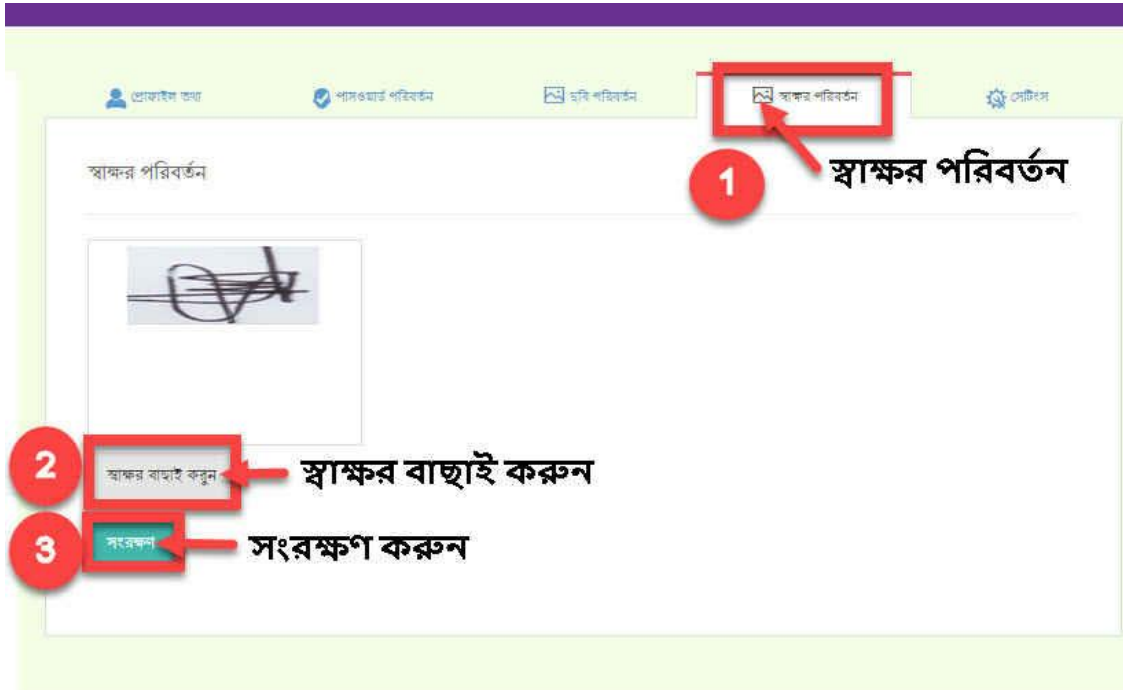 প্রোফাইল তথ্য পাসওয়ার্ড পরিবর্তন ছবি পরিবর্তন স্বাক্ষর পরিবর্তন সেটিংস
স্বাক্ষর পরিবর্তন
1 স্বাক্ষর পরিবর্তন
2 স্বাক্ষর বাছাই করুন স্বাক্ষর বাছাই করুন
3 সংরক্ষণ সংরক্ষণ করুন